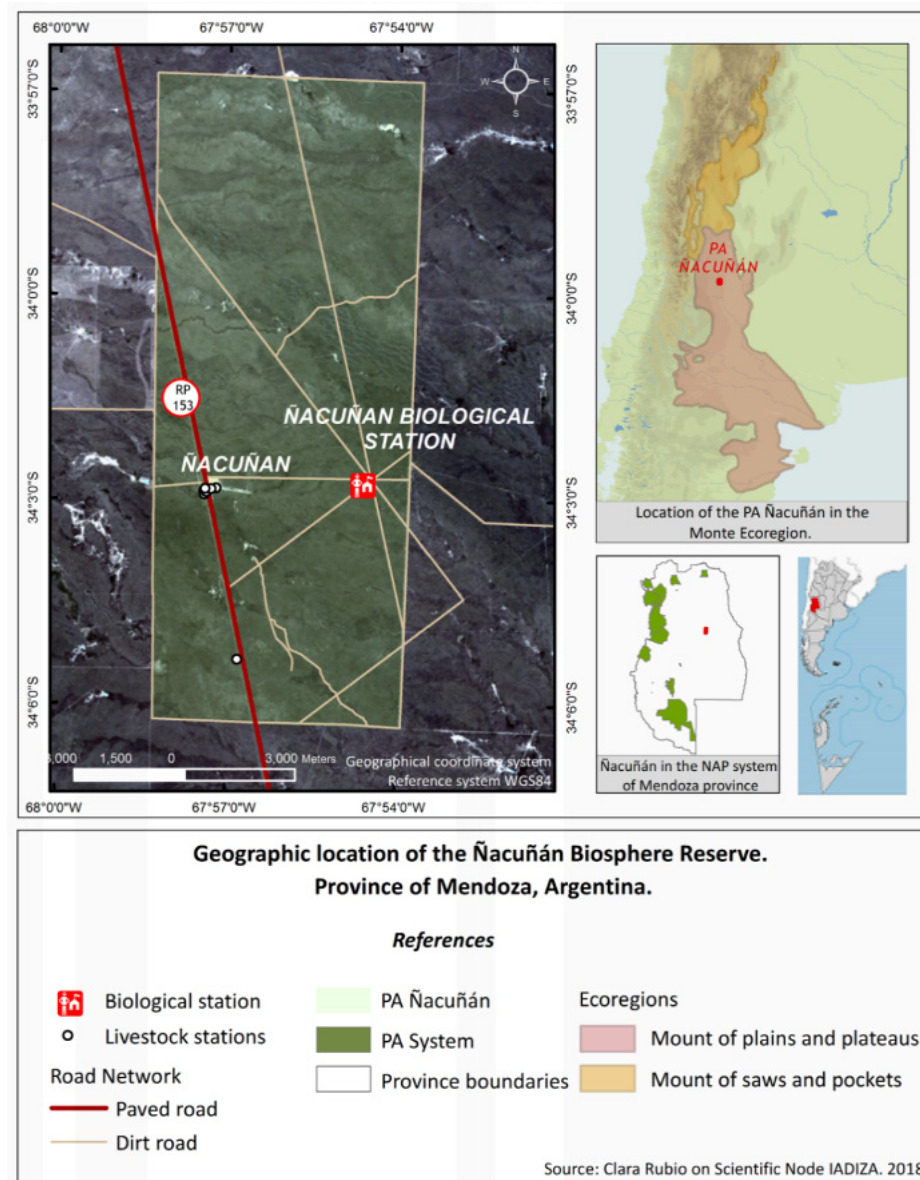 68°0'0"W 67°57'0"W 67°54'0"W
33°57'0"S
34°0'0"S
34°3'0"S
34°6'0"S
N
W E
S
33°57'0"S
34°0'0"S
34°3'0"S
34°6'0"S
RP
153
ÑACUÑAN BIOLOGICAL
STATION
ÑACUÑAN
1,500 0 3,000 Meters
Geographical coordinate system
Reference system WGS84
68°0'0"W 67°57'0"W 67°54'0"W
PA
ÑACUÑÁN
Location of the PA Ñacuñán in the
Monte Ecoregion.
Ñacuñán in the NAP system
of Mendoza province
Geographic location of the Ñacuñán Biosphere Reserve.
Province of Mendoza, Argentina.
References
Biological station
Livestock stations
Road Network
Paved road
Dirt road
PA Ñacuñán
PA System
Province boundaries
Ecoregions
Mount of plains and plateaus
Mount of saws and pockets
Source: Clara Rubio on Scientific Node IADIZA. 2018